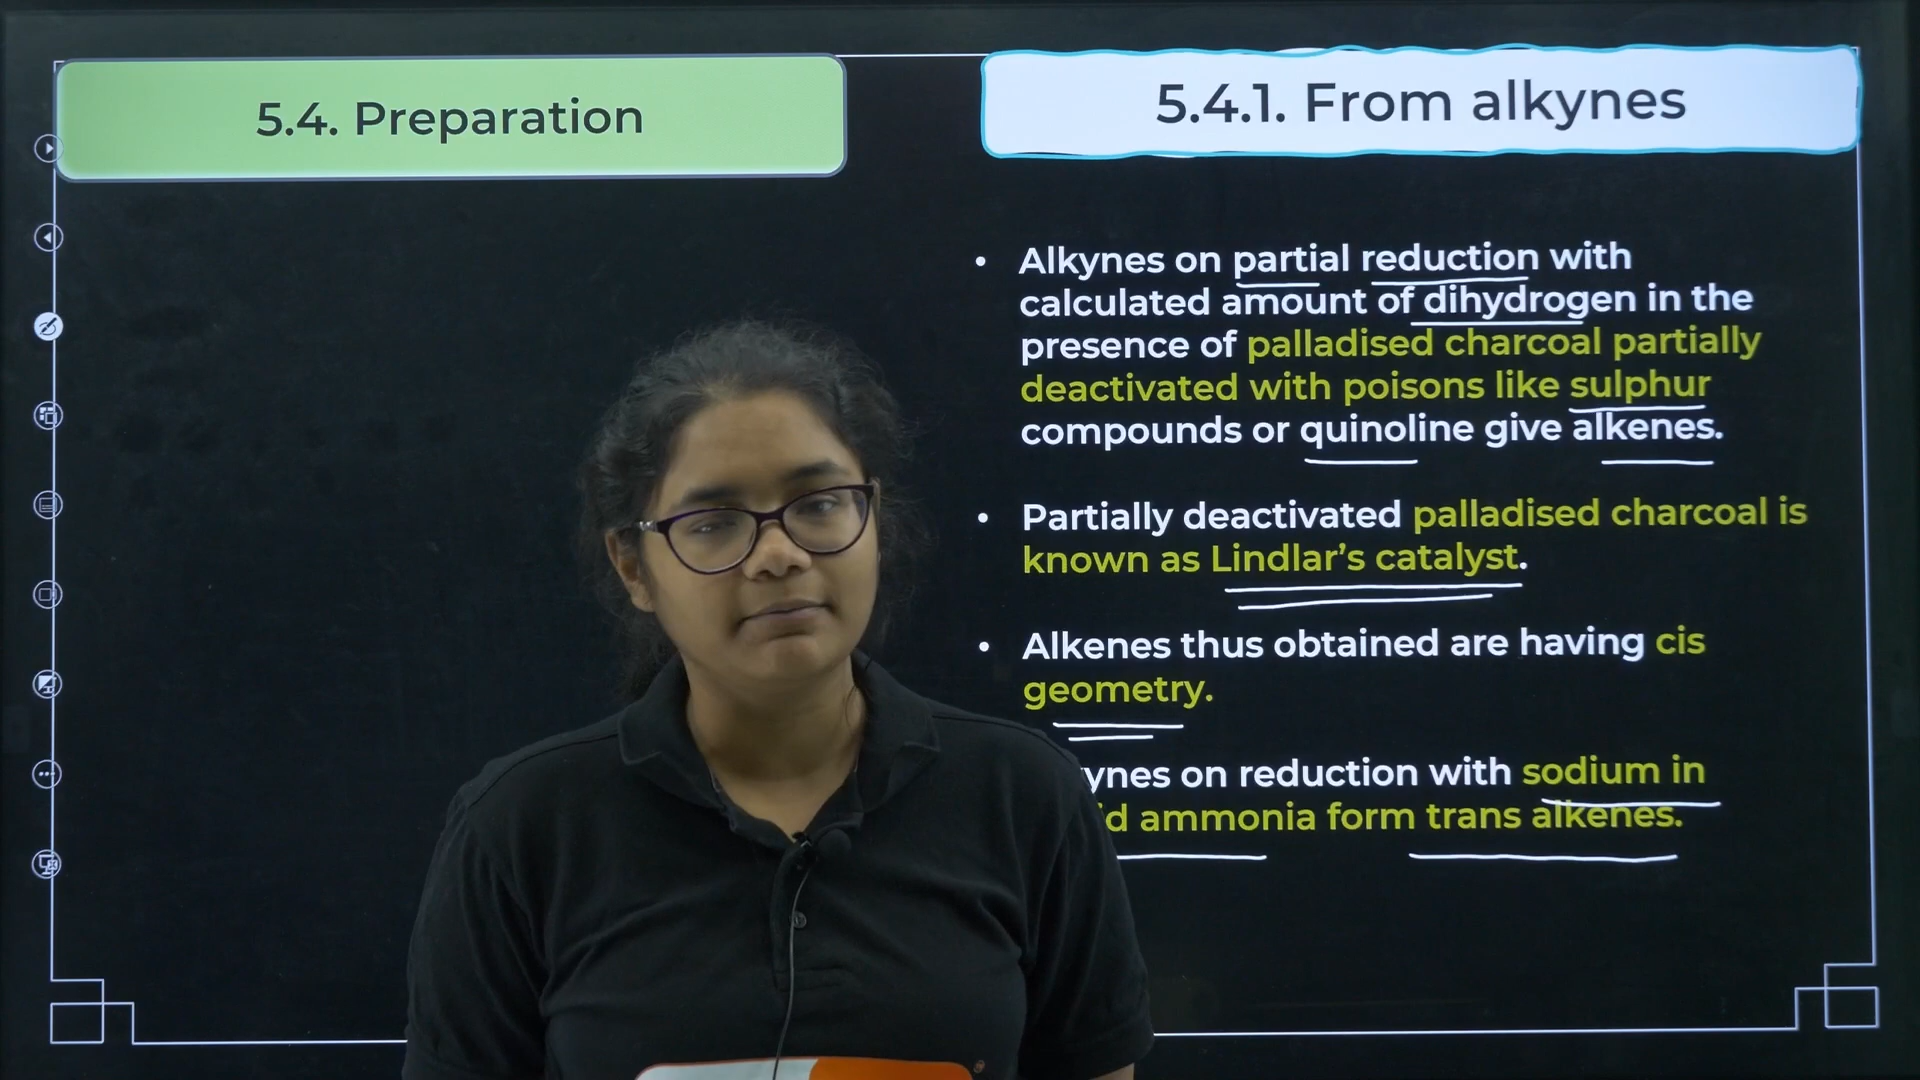 5.4. Preparation
5.4.1. From alkynes
• Alkynes on partial reduction with
calculated amount of dihydrogen in the
presence of palladised charcoal partially
deactivated with poisons like sulphur
compounds or quinoline give alkenes.
• Partially deactivated palladised charcoal is
known as Lindlar's catalyst.
• Alkenes thus obtained are having cis
geometry.
ynes on reduction with sodium in
d ammonia form trans alkenes.